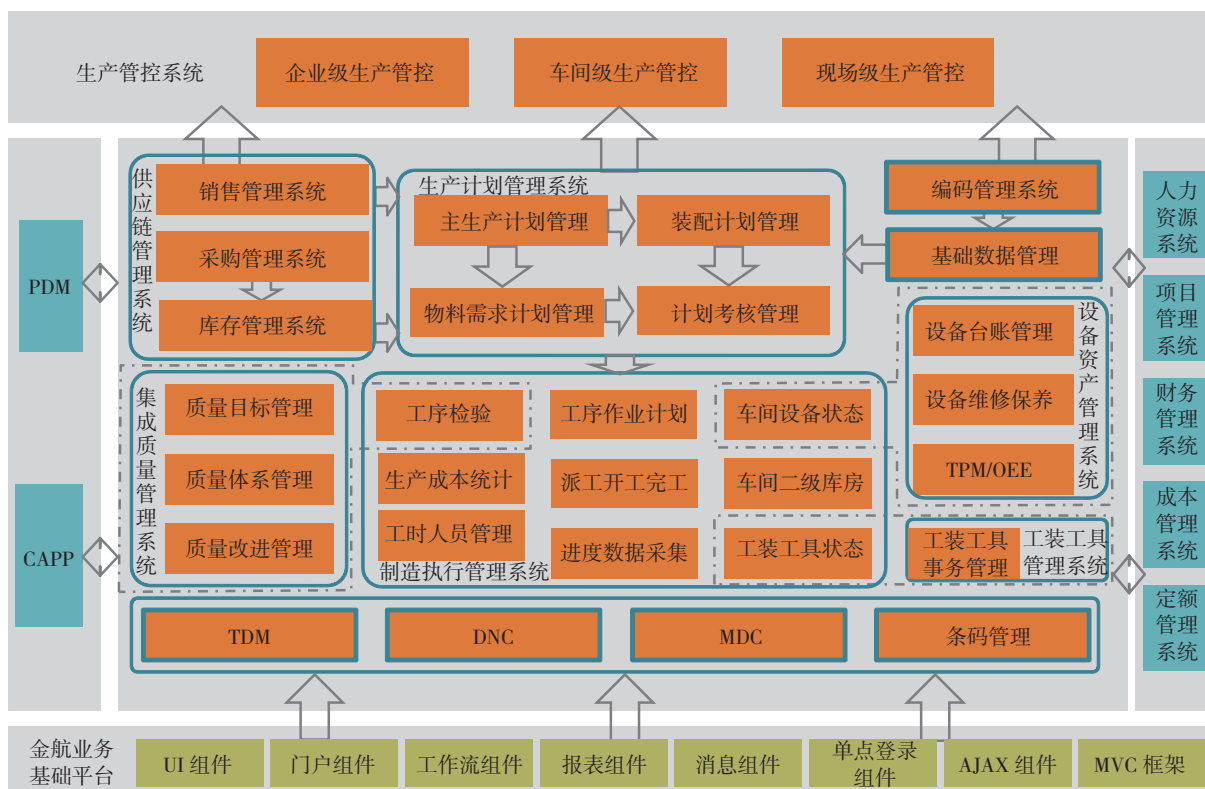 生产管控系统
企业级生产管控
车间级生产管控
现场级生产管控
PDM
CAPP
供应链管理系统
销售管理系统
采购管理系统
库存管理系统
生产计划管理系统
主生产计划管理
装配计划管理
物料需求计划管理
计划考核管理
编码管理系统
基础数据管理
设备台账管理
设备维修保养
TPM/OEE
设备资产管理系统
集成质量管理系统
质量目标管理
质量体系管理
质量改进管理
工序检验
工序作业计划
车间设备状态
生产成本统计
派工开工完工
车间二级库房
工时人员管理
进度数据采集
工装工具状态
制造执行管理系统
工装工具
事务管理
工装工具
管理系统
TDM
DNC
MDC
条码管理
人力
资源
系统
项目
管理
系统
财务
管理
系统
成本
管理
系统
定额
管理
系统
金航业务
基础平台
UI 组件
门户组件
工作流组件
报表组件
消息组件
单点登录
组件
AJAX 组件
MVC 框架